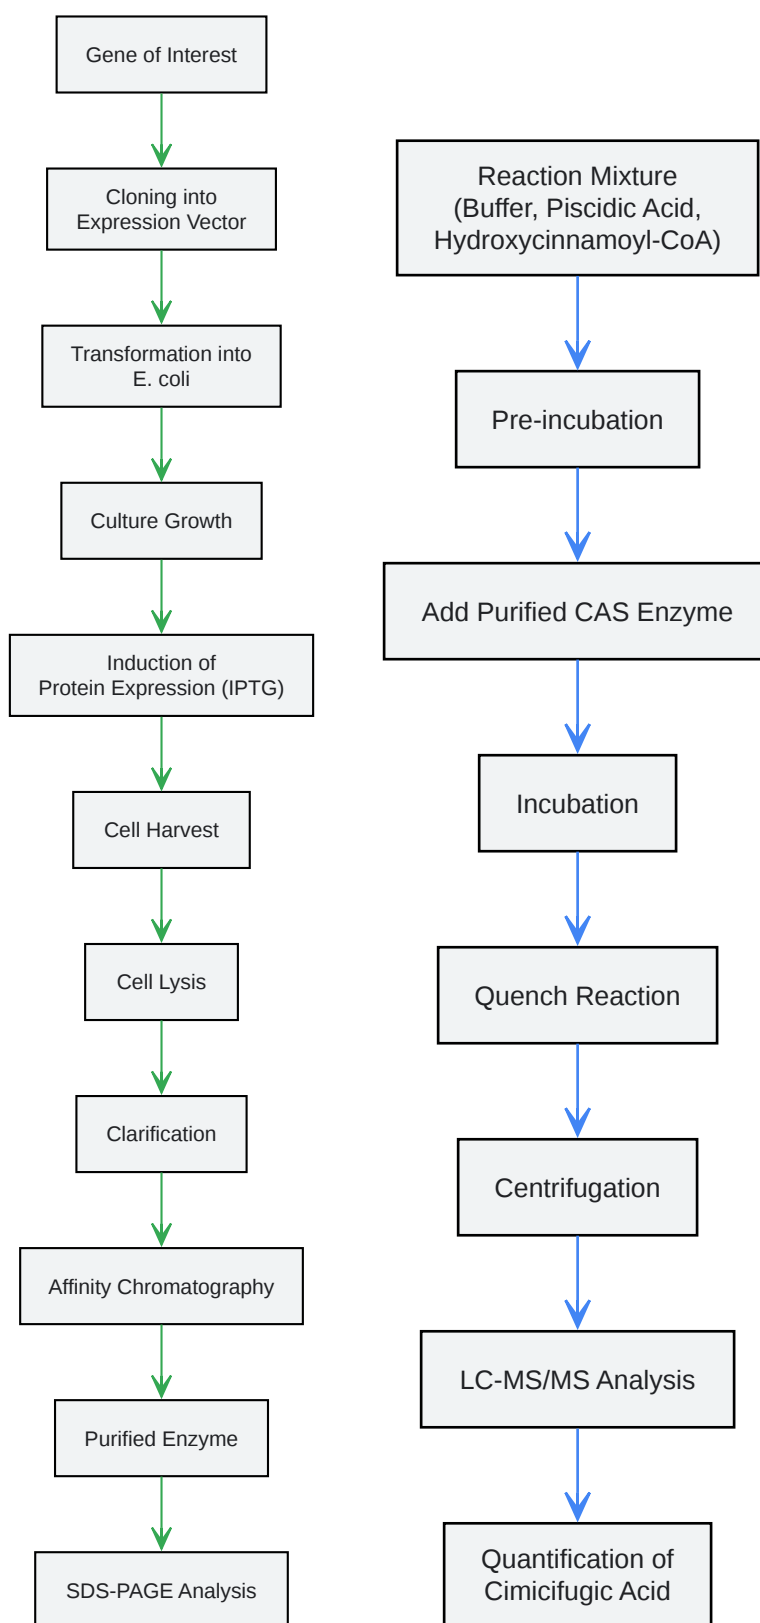 Gene of Interest
Cloning into
Expression Vector
Transformation into
E. coli
Culture Growth
Induction of
Protein Expression (IPTG)
Cell Harvest
Cell Lysis
Clarification
Affinity Chromatography
Purified Enzyme
SDS-PAGE Analysis
Reaction Mixture
(Buffer, Piscidic Acid,
Hydroxycinnamoyl-CoA)
Pre-incubation
Add Purified CAS Enzyme
Incubation
Quench Reaction
Centrifugation
LC-MS/MS Analysis
Quantification of
Cimicifugic Acid